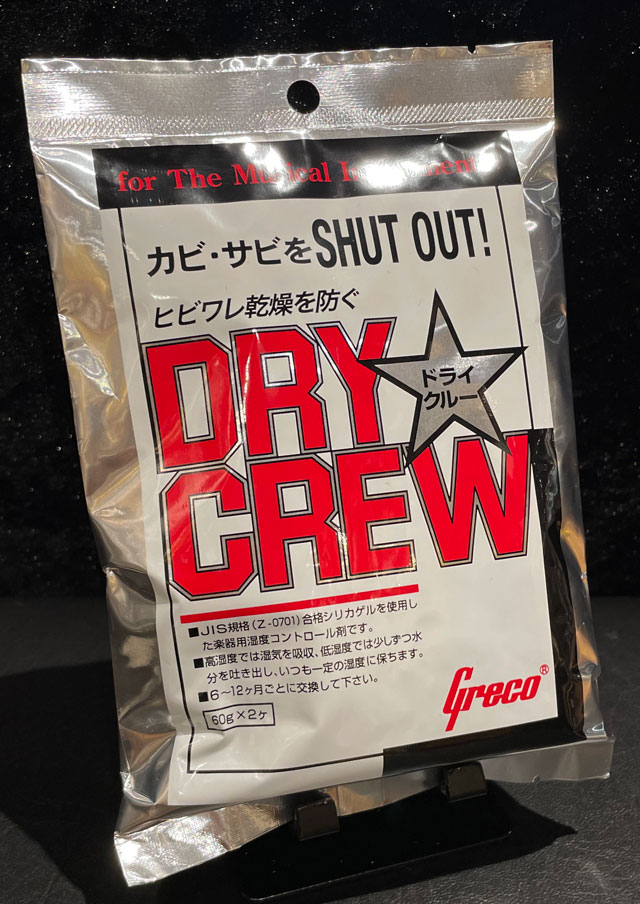 for The Musical Instrument
カビ・サビをSHUT OUT!
ヒビワレ乾燥を防ぐ
DRY
ドライ
クルー
CREW
■JIS規格(Z-0701)合格シリカゲルを使用し
た楽器用湿度コントロール剤です。
■高湿度では湿気を吸収、低湿度では少しずつ水
分を吐き出し、いつも一定の湿度に保ちます。
■6〜12ヶ月ごとに交換して下さい。
60g×2ヶ
Greco®